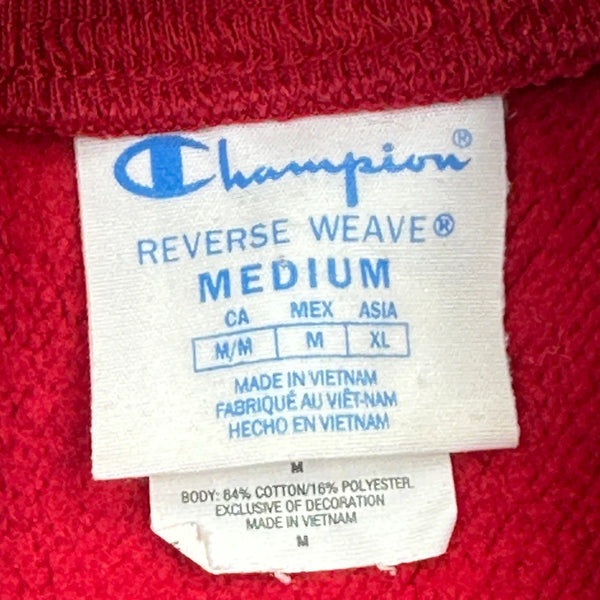 Champion®
REVERSE WEAVE®
MEDIUM
CA MEX ASIA
M/M M XL
MADE IN VIETNAM
FABRIQUÉ AU VIÊT-NAM
HECHO EN VIETNAM
M
BODY: 84% COTTON/16% POLYESTER
EXCLUSIVE OF DECORATION
MADE IN VIETNAM
M